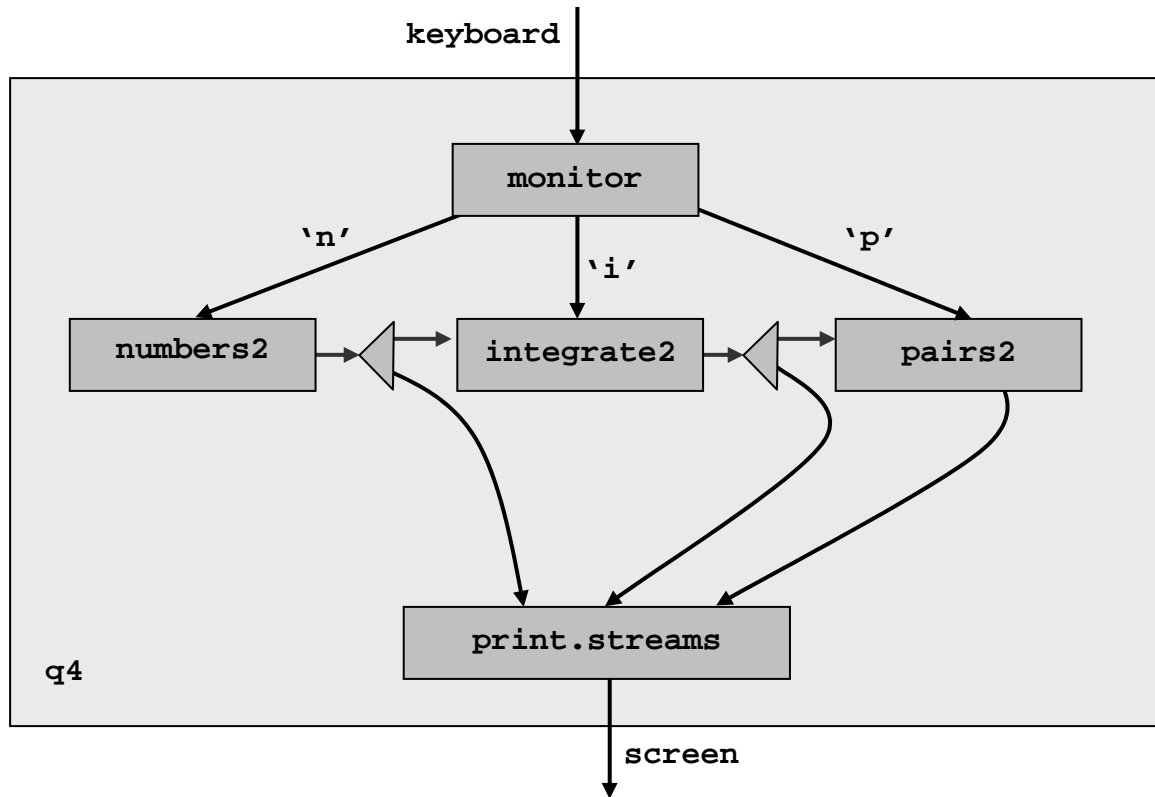 keyboard
monitor
‘n’
‘i’
‘p’
numbers2
integrate2
pairs2
print.streams
q4
screen